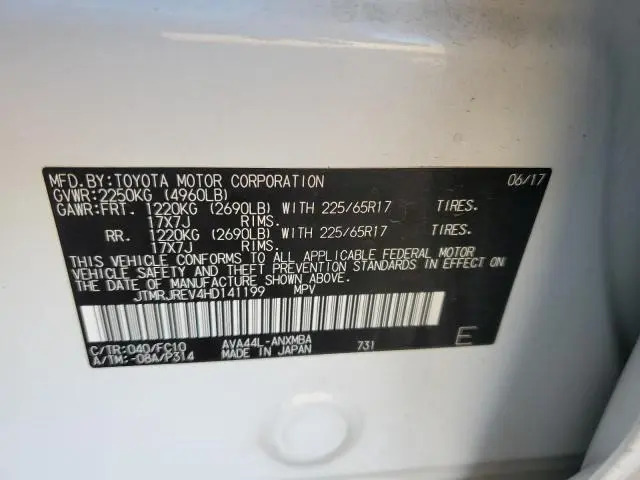 MFD.BY:TOYOTA MOTOR CORPORATION 06/17
GVWR:2250KG (4960LB)
GAWR:FRT. 1220KG (2690LB) WITH 225/65R17 TIRES.
17X7J RIMS.
RR. 1220KG (2690LB) WITH 225/65R17 TIRES.
17X7J RIMS.
THIS VEHICLE CONFORMS TO ALL APPLICABLE FEDERAL MOTOR
VEHICLE SAFETY AND THEFT PREVENTION STANDARDS IN EFFECT ON
THE DATE OF MANUFACTURE SHOWN ABOVE.
JTMRJREV4HD141199 MPV
C/TR:040/FC10 AVA44L-ANXMBA 731 E
A/TM:-08A/P314 MADE IN JAPAN